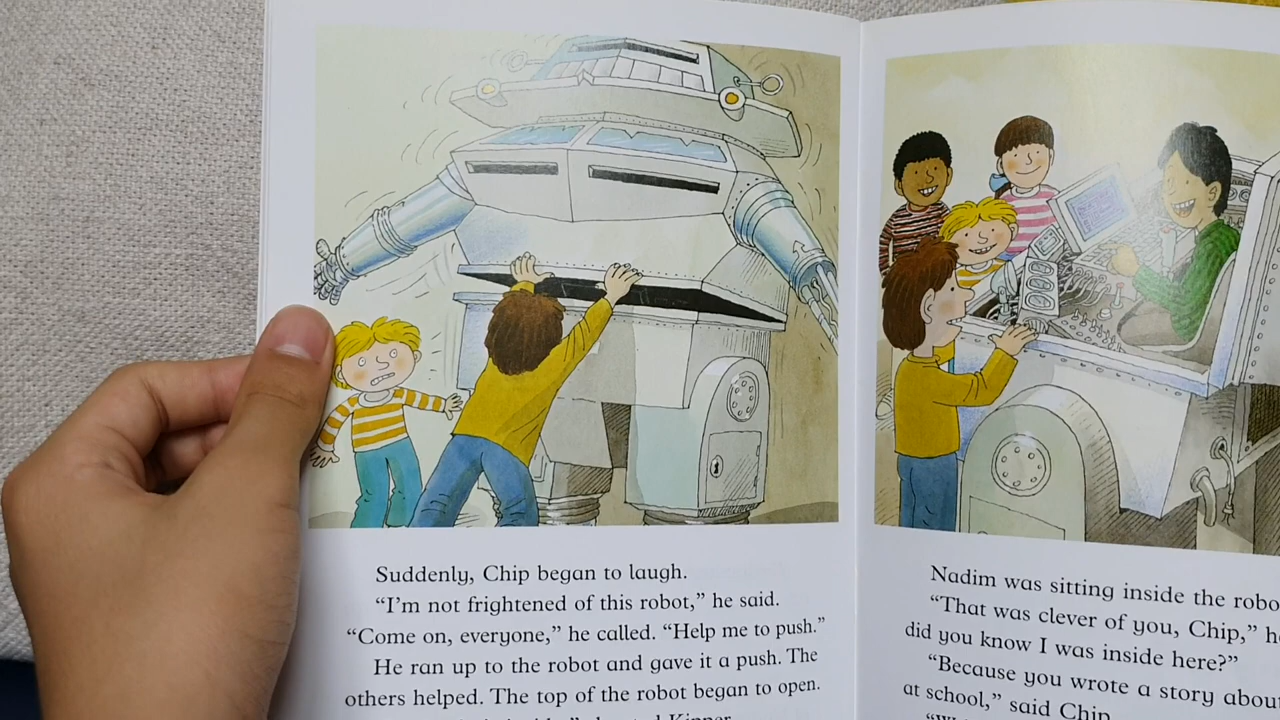 Suddenly, Chip began to laugh.
“I’m not frightened of this robot,” he said.
“Come on, everyone,” he called. “Help me to push.”
He ran up to the robot and gave it a push. The
others helped. The top of the robot began to open.
Kipper.
Nadim was sitting inside the robo
“That was clever of you, Chip,” h
did you know I was inside here?”
“Because you wrote a story abou
at school,” said Chip.